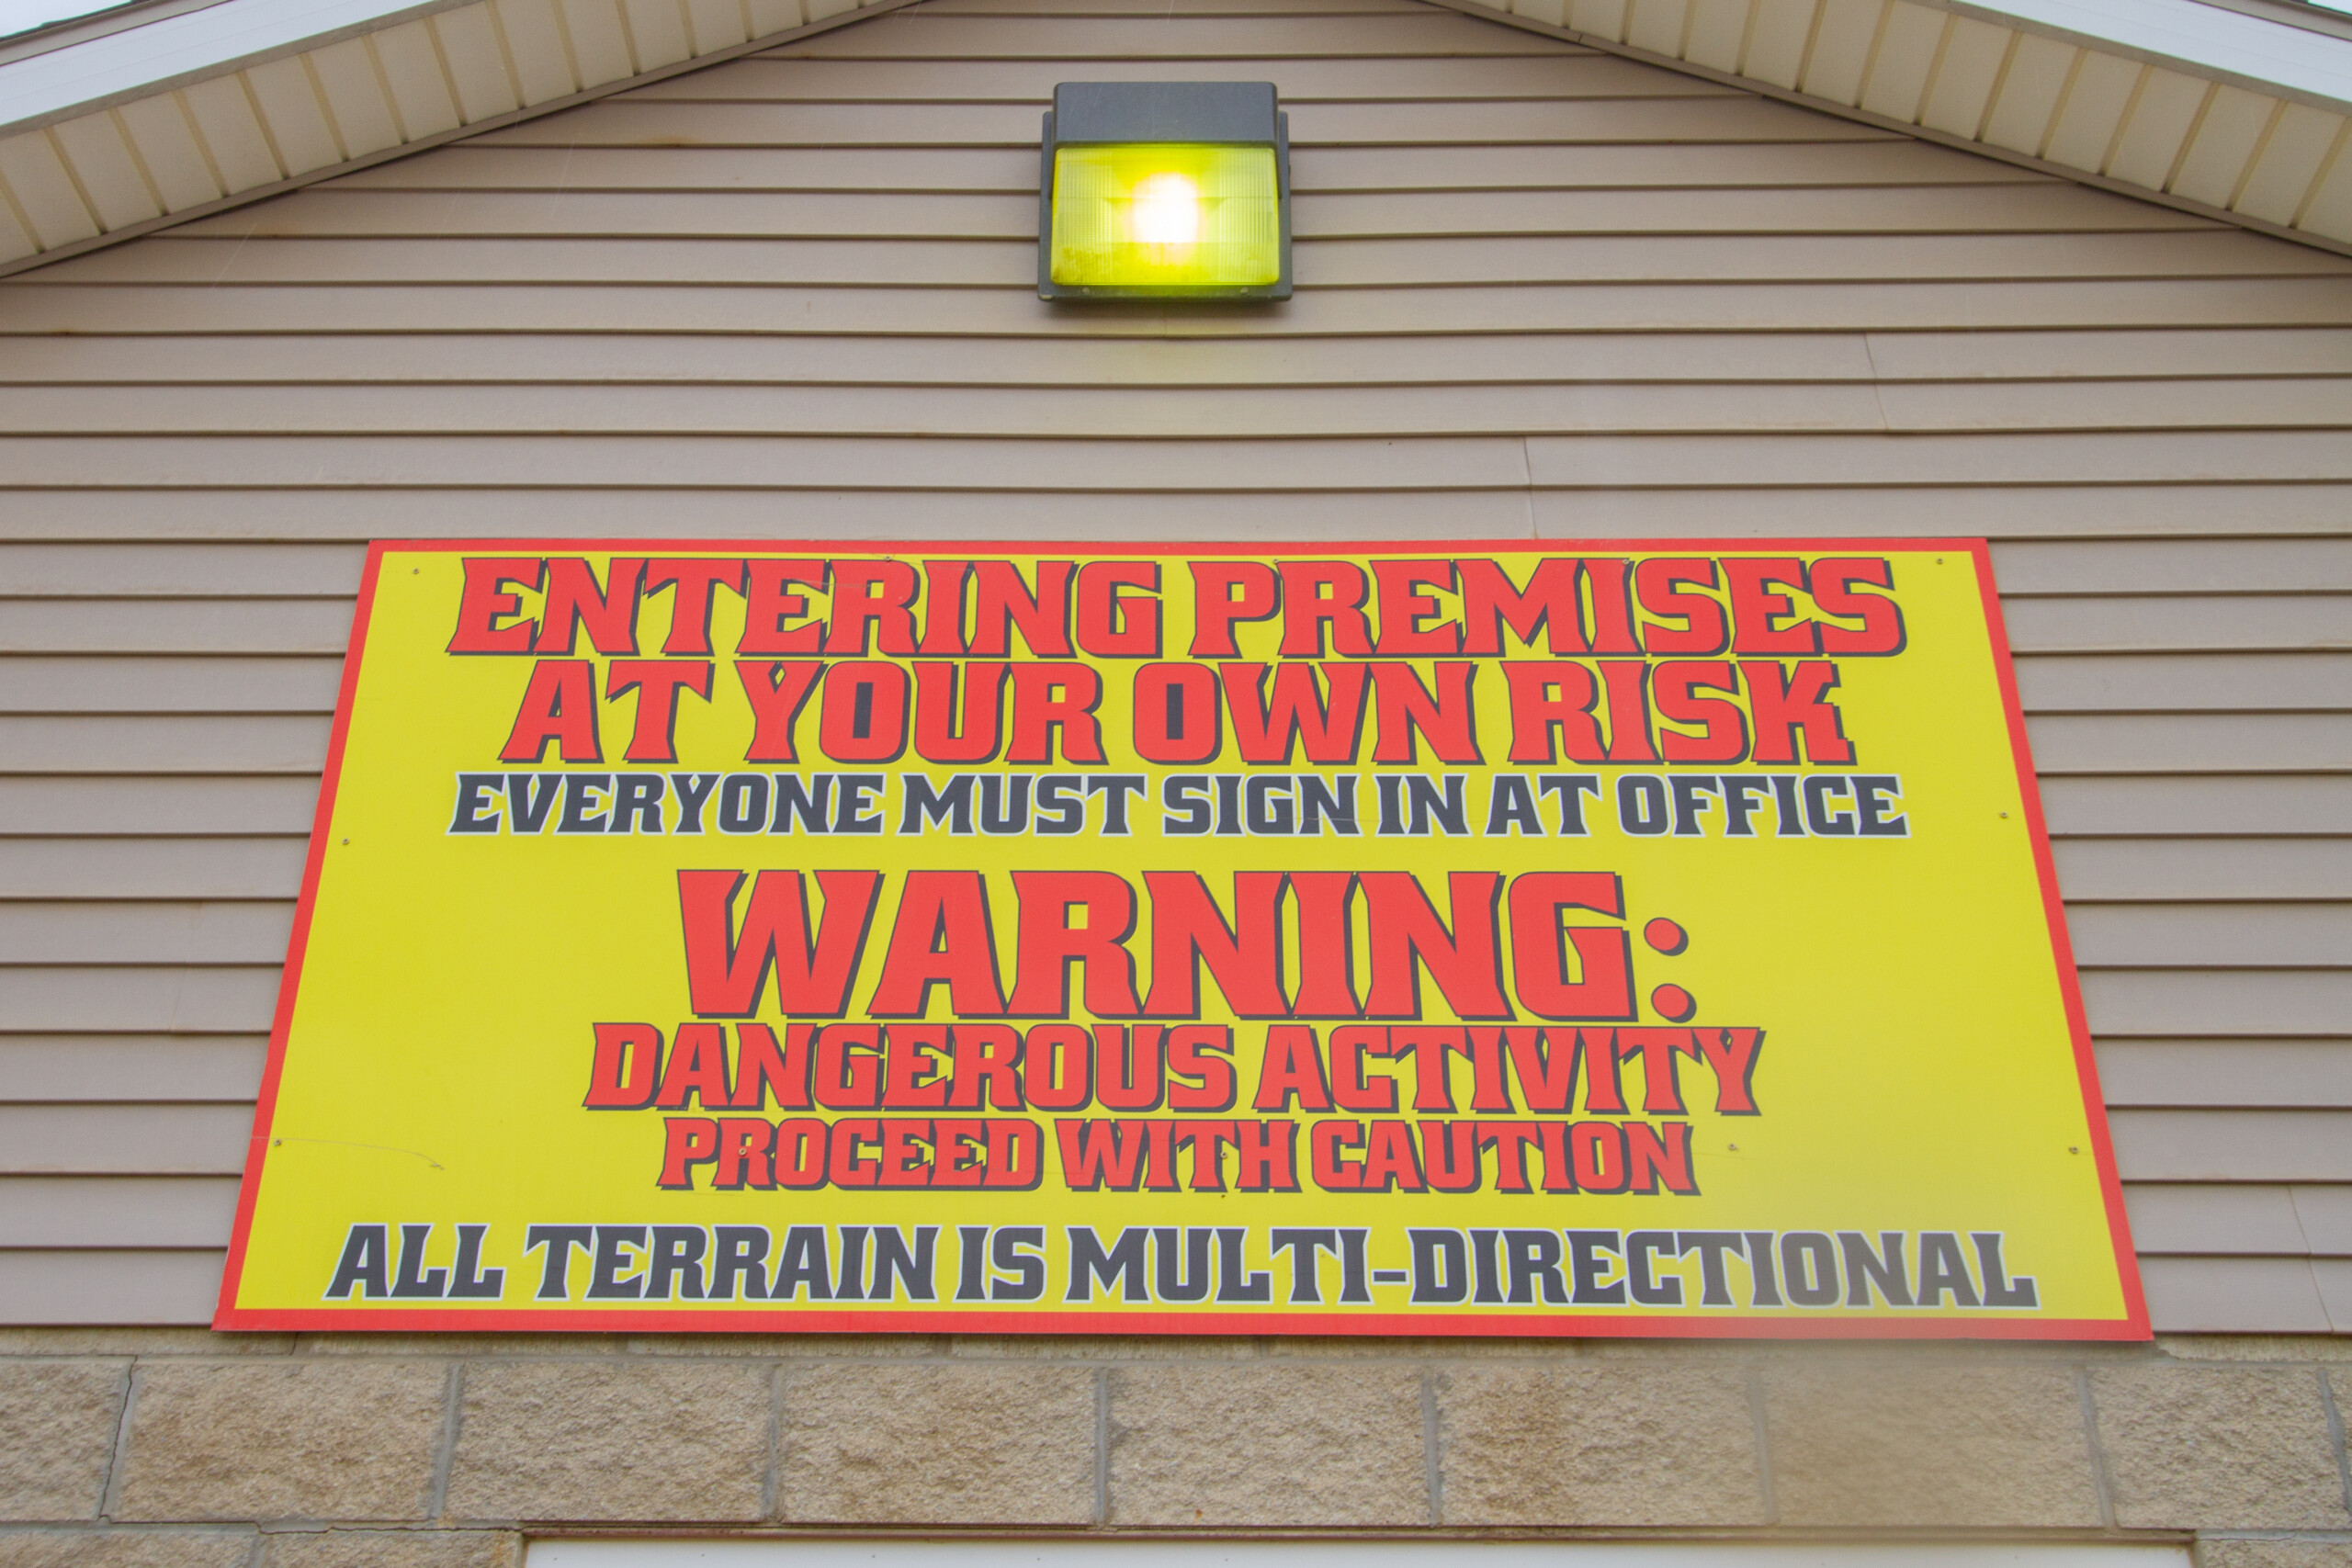 ENTERING PREMISES
AT YOUR OWN RISK
EVERYONE MUST SIGN IN AT OFFICE
WARNING:
DANGEROUS ACTIVITY
PROCEED WITH CAUTION
ALL TERRAIN IS MULTI-DIRECTIONAL